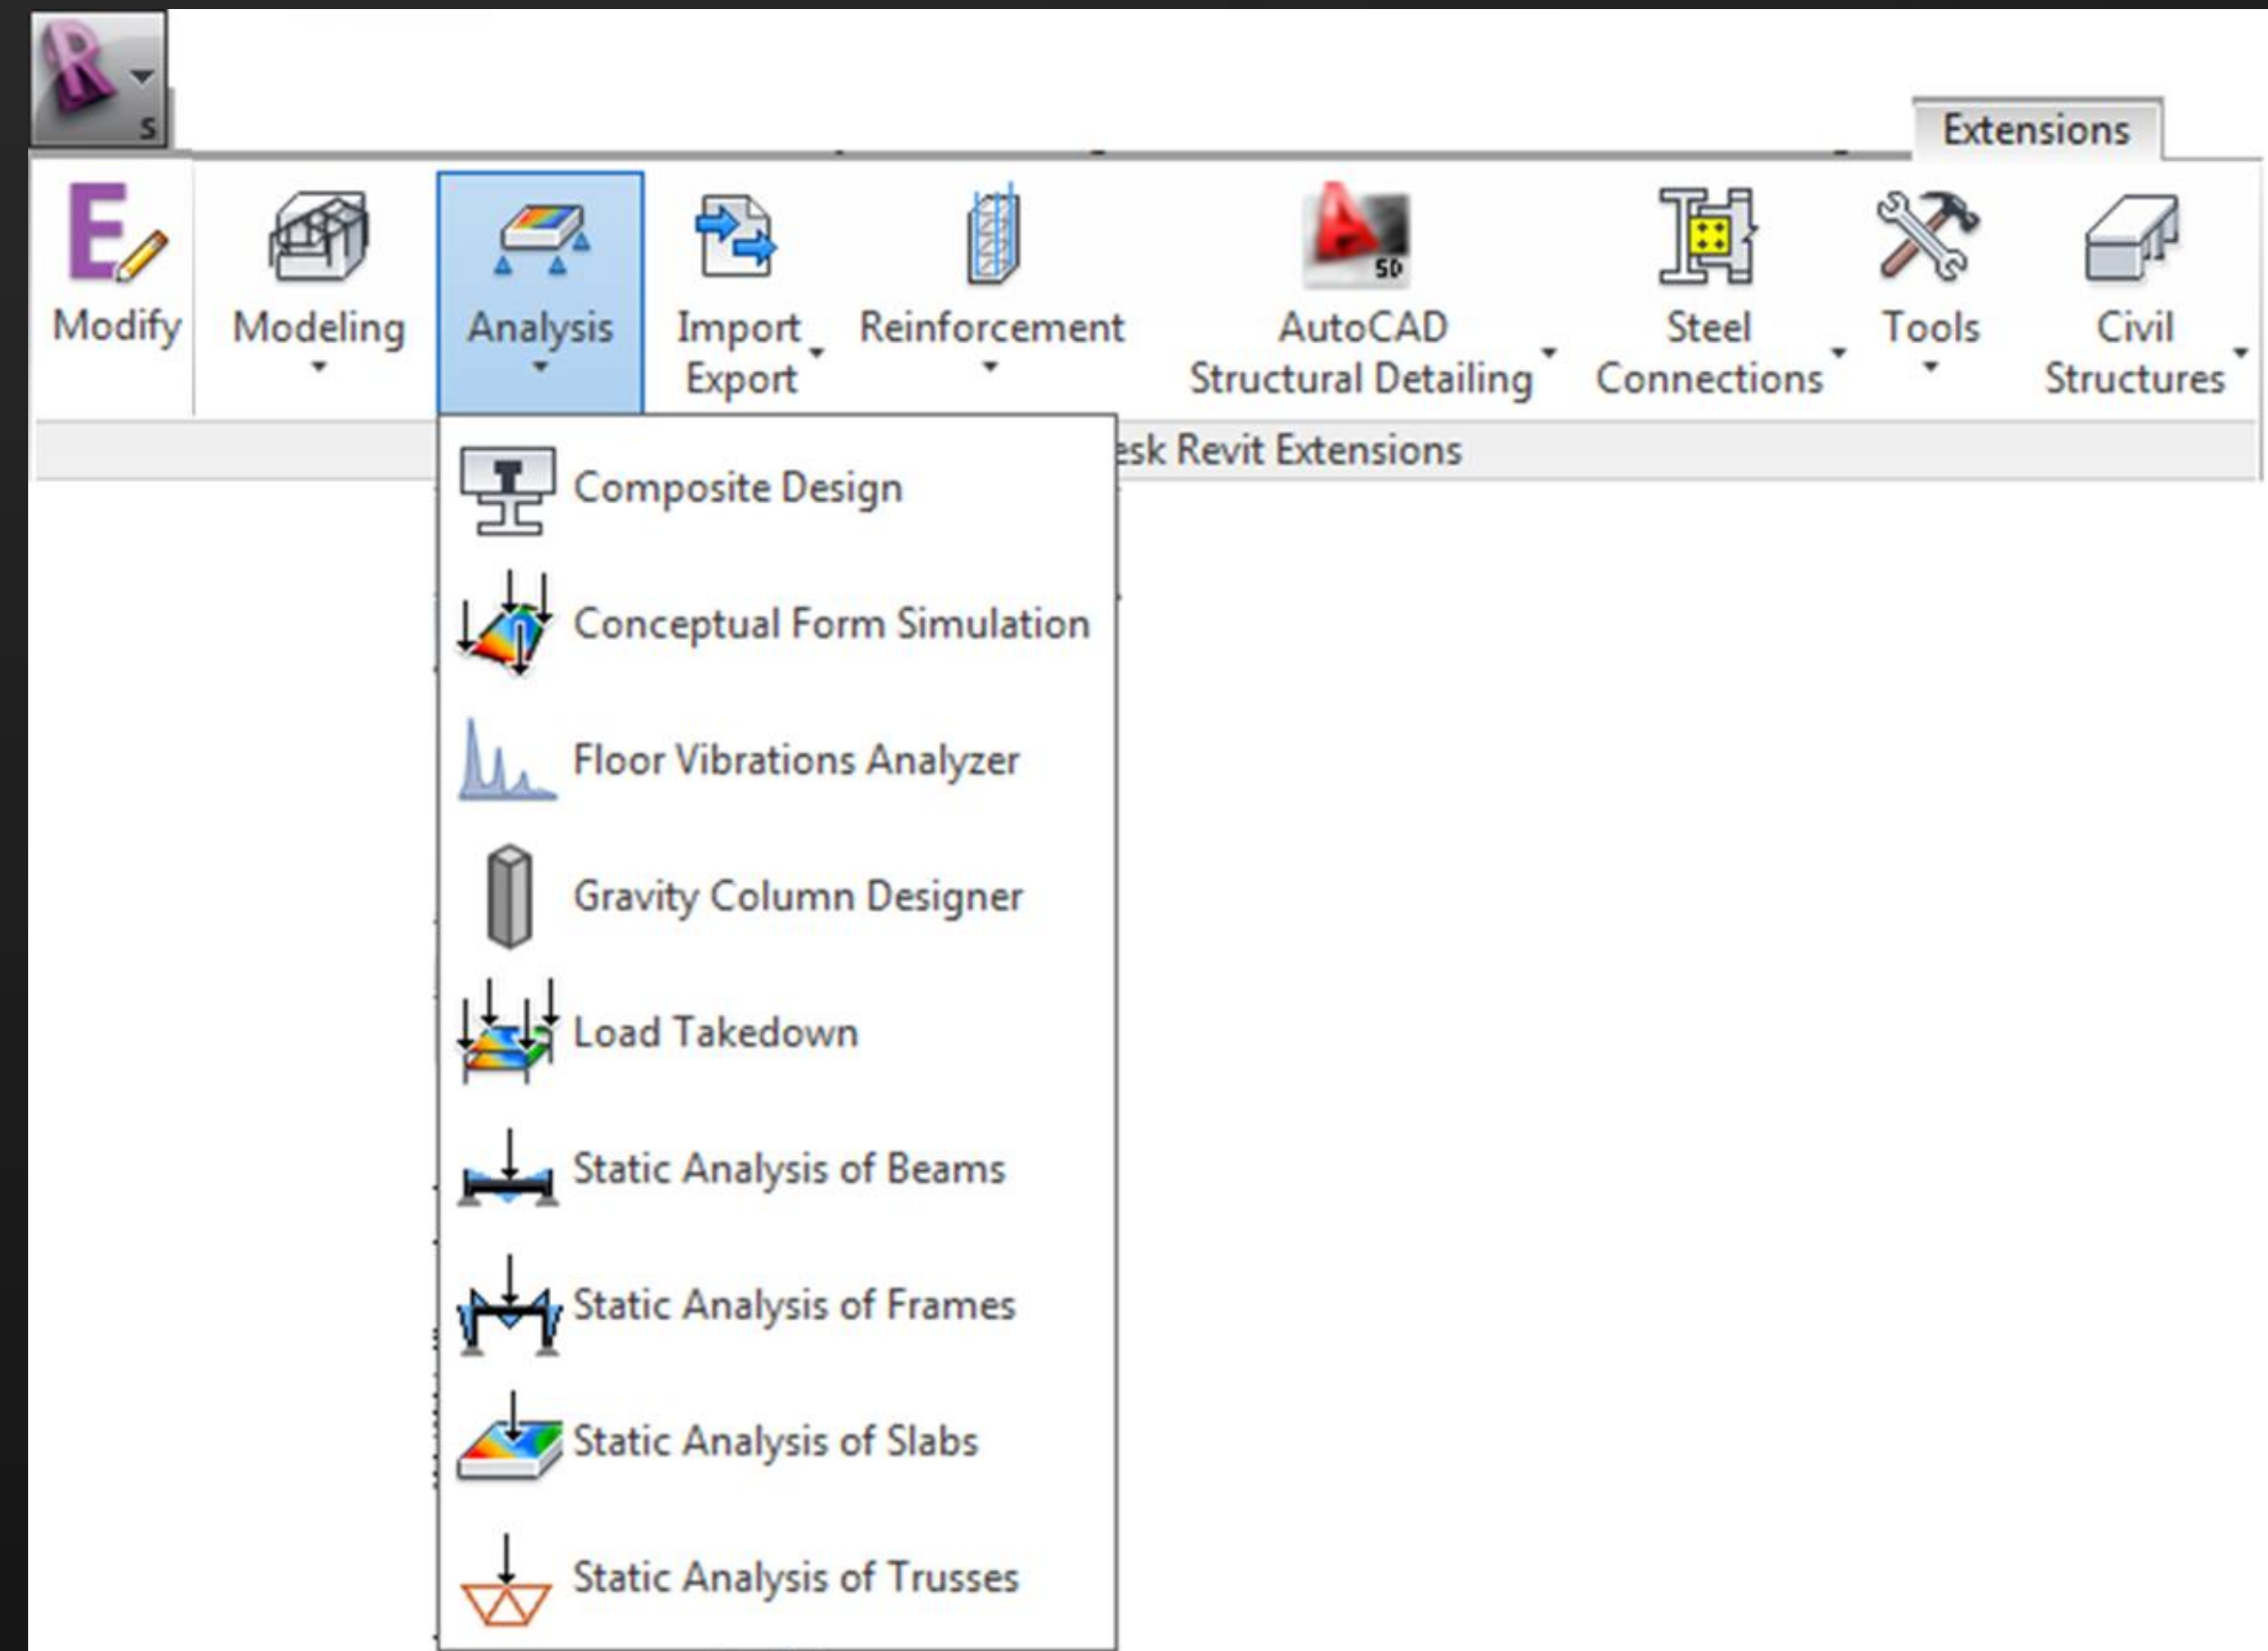 R
S
Extensions
E
Modify
Modeling
Analysis
Import
Export
Reinforcement
A
SD
AutoCAD
Structural Detailing
Steel
Connections
Tools
Civil
Structures
esk Revit Extensions
Composite Design
Conceptual Form Simulation
Floor Vibrations Analyzer
Gravity Column Designer
Load Takedown
Static Analysis of Beams
Static Analysis of Frames
Static Analysis of Slabs
Static Analysis of Trusses